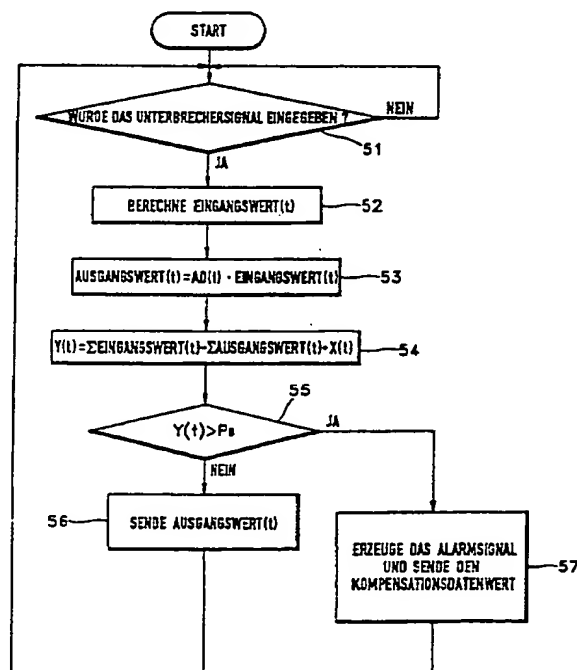 START
WURDE DAS UNTERBRECHERSIGNAL EINGEGEBEN ?
NEIN
51
JA
BERECHNE EINGANGSWERT(t)
52
AUSGANGSWERT(t)=AD(t) - EINGANGSWERT(t)
53
Y(t)=ΣEINGANGSWERT(t)-ΣAUSGANGSWERT(t)-X(t)
54
55
Y(t)>Ps
JA
NEIN
56
SENDE AUSGANGSWERT(t)
ERZEUGE DAS ALARMSIGNAL
UND SENDE DEN
KOMPENSATIONSDATENWERT
57